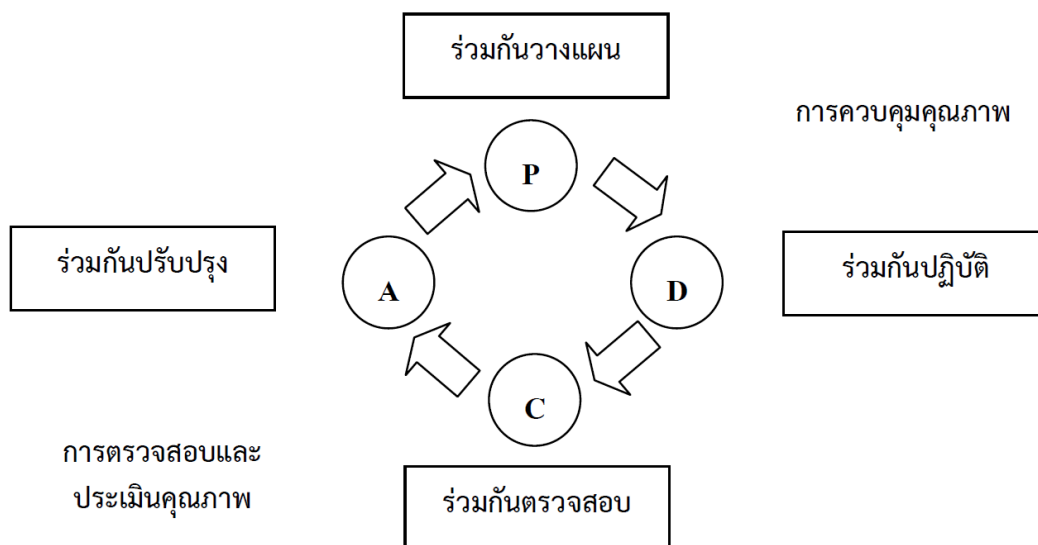 ร่วมกันวางแผน
การควบคุมคุณภาพ
P
ร่วมกันปรับปรุง
A
D
ร่วมกันปฏิบัติ
C
การตรวจสอบและ
ประเมินคุณภาพ
ร่วมกันตรวจสอบ